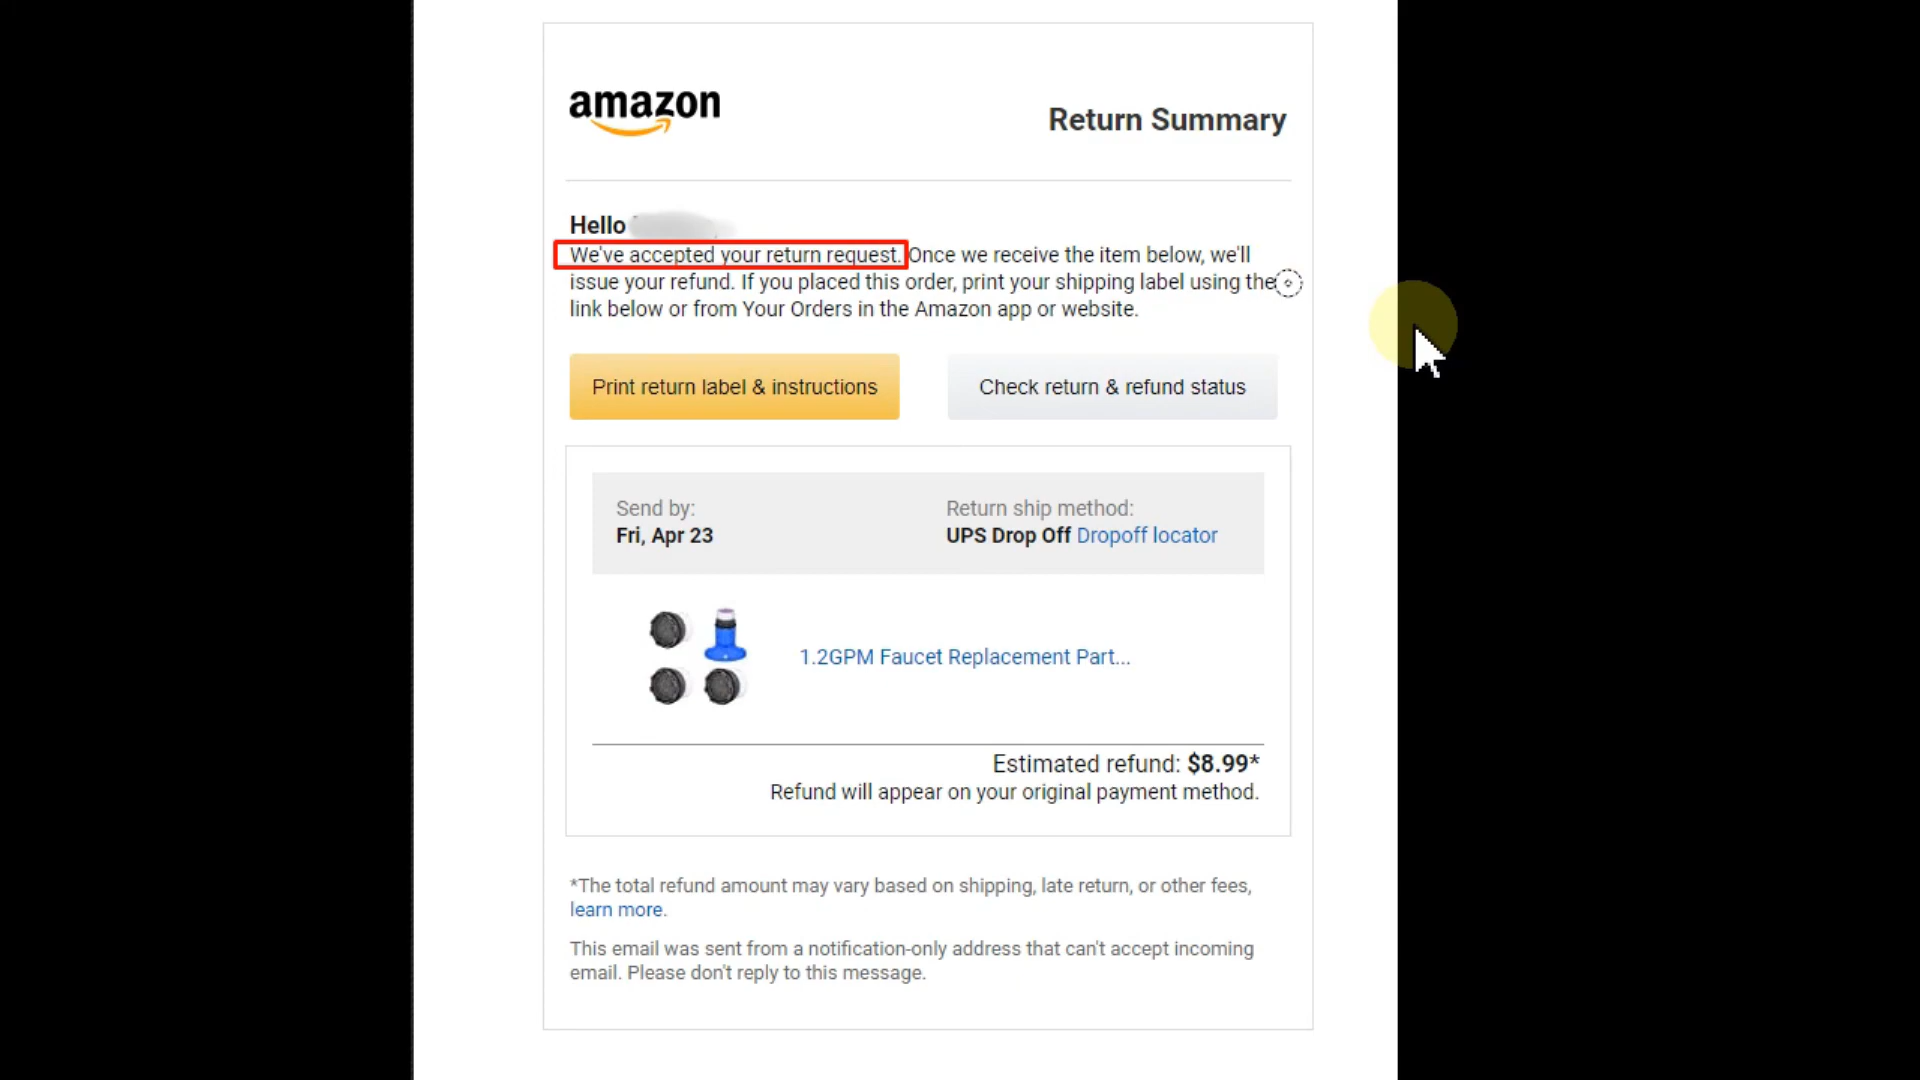 amazon
Return Summary
Hello
We've accepted your return request. Once we receive the item below, we'll
issue your refund. If you placed this order, print your shipping label using the
link below or from Your Orders in the Amazon app or website.
Print return label & instructions
Check return & refund status
Send by:
Fri, Apr 23
Return ship method:
UPS Drop Off Dropoff locator
1.2GPM Faucet Replacement Part...
Estimated refund: $8.99*
Refund will appear on your original payment method.
*The total refund amount may vary based on shipping, late return, or other fees,
learn more.
This email was sent from a notification-only address that can't accept incoming
email. Please don't reply to this message.